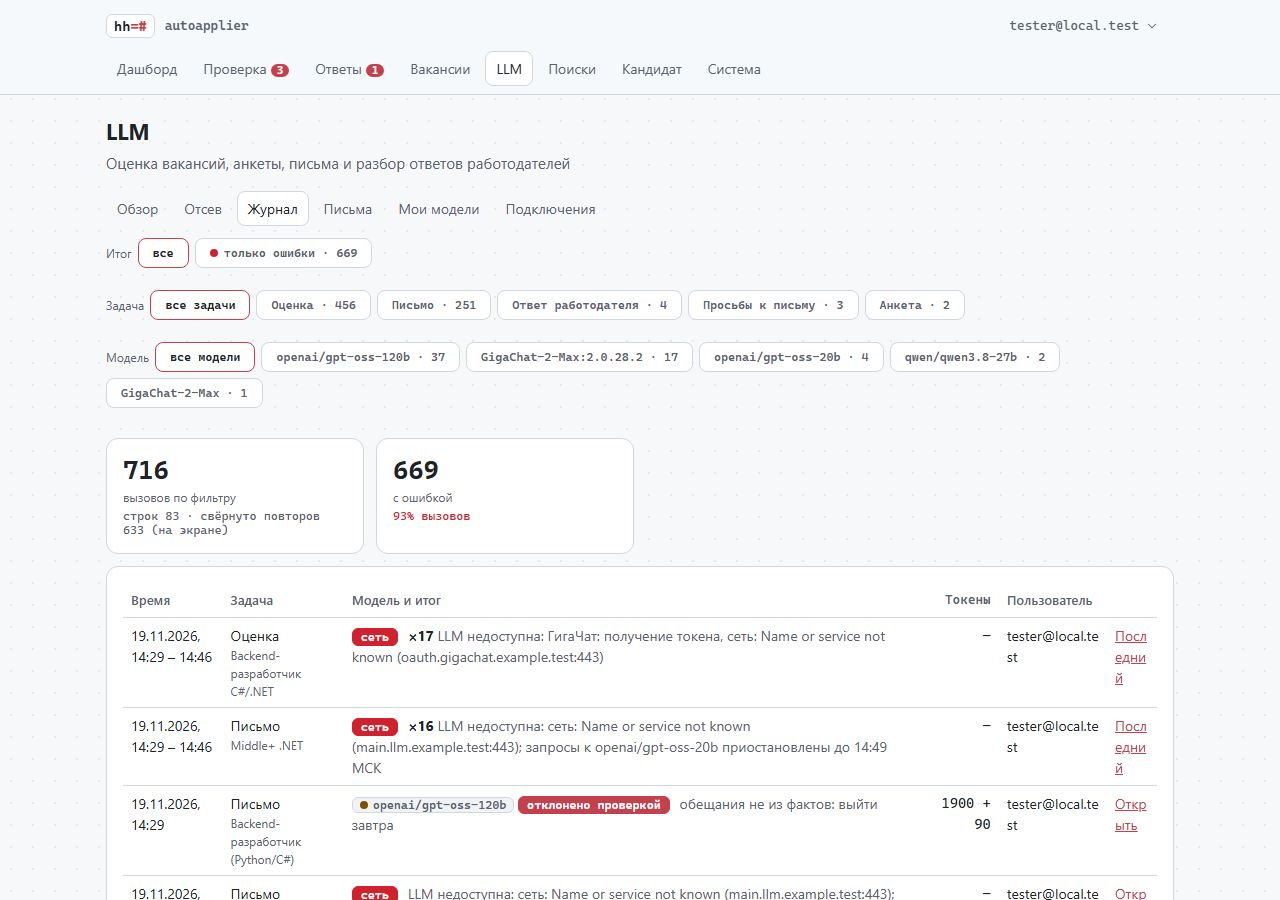 hh=# autoapplier tester@local.test
Дашборд Проверка 3 Ответы 1 Вакансии LLM Поиски Кандидат Система
LLM
Оценка вакансий, анкеты, письма и разбор ответов работодателей
Обзор Отсев Журнал Письма Мои модели Подключения
Итог все только ошибки · 669
Задача все задачи Оценка · 456 Письмо · 251 Ответ работодателя · 4 Просьбы к письму · 3 Анкета · 2
Модель все модели openai/gpt-oss-120b · 37 GigaChat-2-Max:2.0.28.2 · 17 openai/gpt-oss-20b · 4 qwen/qwen3.8-27b · 2
GigaChat-2-Max · 1
716
вызовов по фильтру
строк 83 · свёрнуто повторов
633 (на экране)
669
с ошибкой
93% вызовов
Время Задача Модель и итог Токены Пользователь
19.11.2026,
14:29 – 14:46
Оценка
Backend-
разработчик
C#/.NET
сеть ×17 LLM недоступна: ГигаЧат: получение токена, сеть: Name or service not
known (oauth.gigachat.example.test:443)
—
tester@local.te
st
Посл
едни
й
19.11.2026,
14:29 – 14:46
Письмо
Middle+ .NET
сеть ×16 LLM недоступна: сеть: Name or service not known
(main.llm.example.test:443); запросы к openai/gpt-oss-20b приостановлены до 14:49
МСК
—
tester@local.te
st
Посл
едни
й
19.11.2026,
14:29
Письмо
Backend-
разработчик
(Python/C#)
openai/gpt-oss-120b отклонено проверкой обещания не из фактов: выйти
завтра
1900 +
90
tester@local.te
st
Откр
ыть
19.11.2026,
Письмо
сеть LLM недоступна: сеть: Name or service not known (main.llm.example.test:443);
—
tester@local.te
Откр